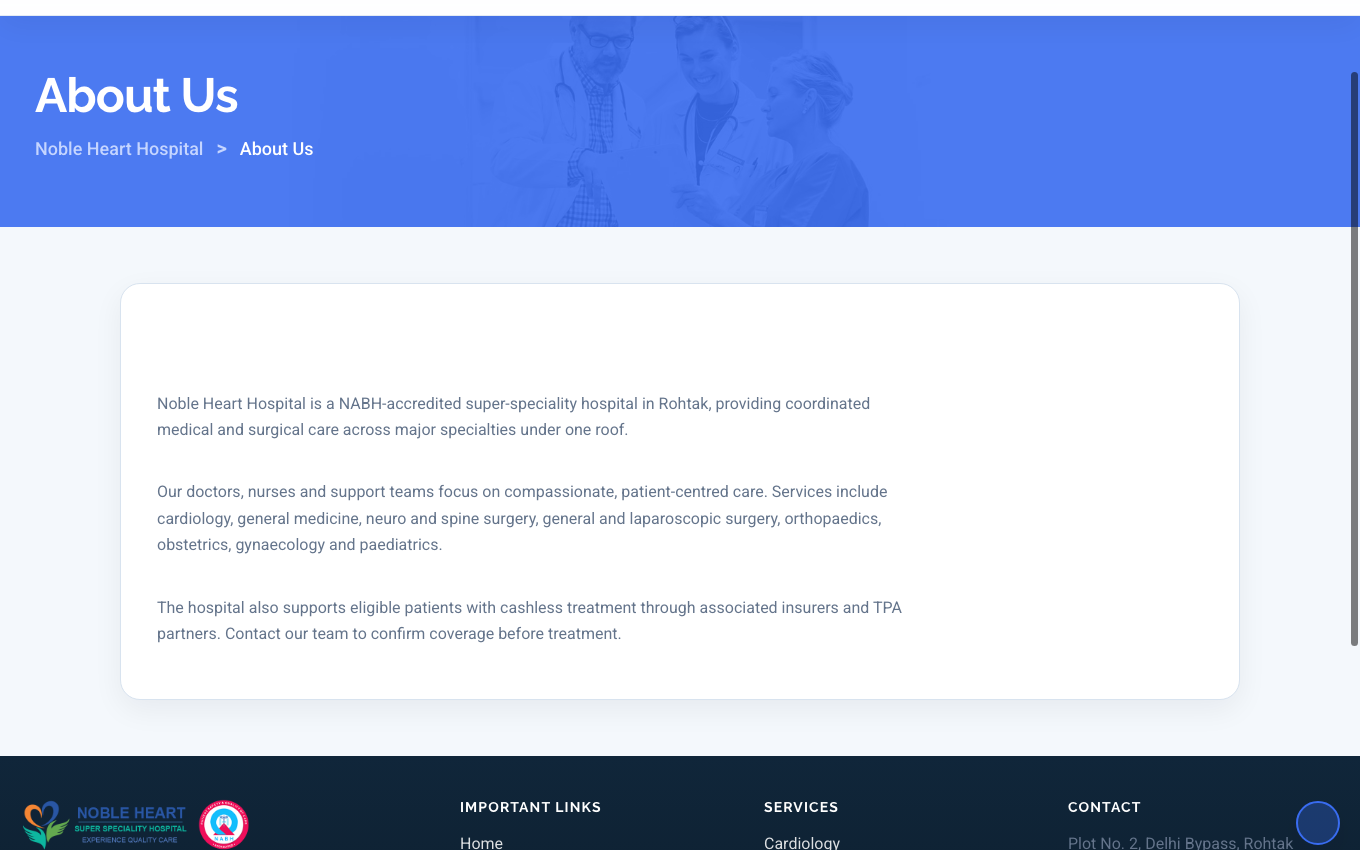 About Us
Noble Heart Hospital > About Us
Noble Heart Hospital is a NABH-accredited super-speciality hospital in Rohtak, providing coordinated
medical and surgical care across major specialties under one roof.
Our doctors, nurses and support teams focus on compassionate, patient-centred care. Services include
cardiology, general medicine, neuro and spine surgery, general and laparoscopic surgery, orthopaedics,
obstetrics, gynaecology and paediatrics.
The hospital also supports eligible patients with cashless treatment through associated insurers and TPA
partners. Contact our team to confirm coverage before treatment.
NOBLE HEART
SUPER SPECIALITY HOSPITAL
EXPERIENCE QUALITY CARE
NABH
IMPORTANT LINKS
Home
SERVICES
Cardiology
CONTACT
Plot No. 2, Delhi Bypass, Rohtak